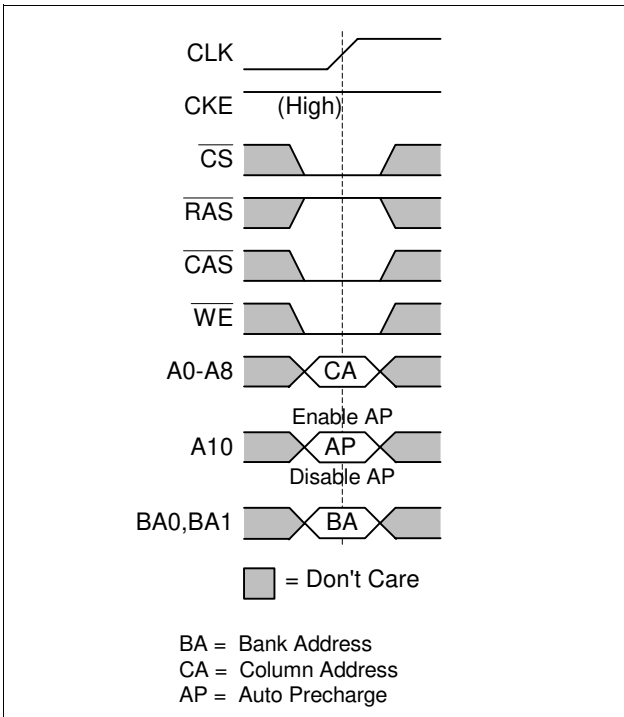 CLK
CKE (High)
CS
RAS
CAS
WE
A0-A8 CA
Enable AP
A10 AP
Disable AP
BA0,BA1 BA
= Don't Care
BA = Bank Address
CA = Column Address
AP = Auto Precharge